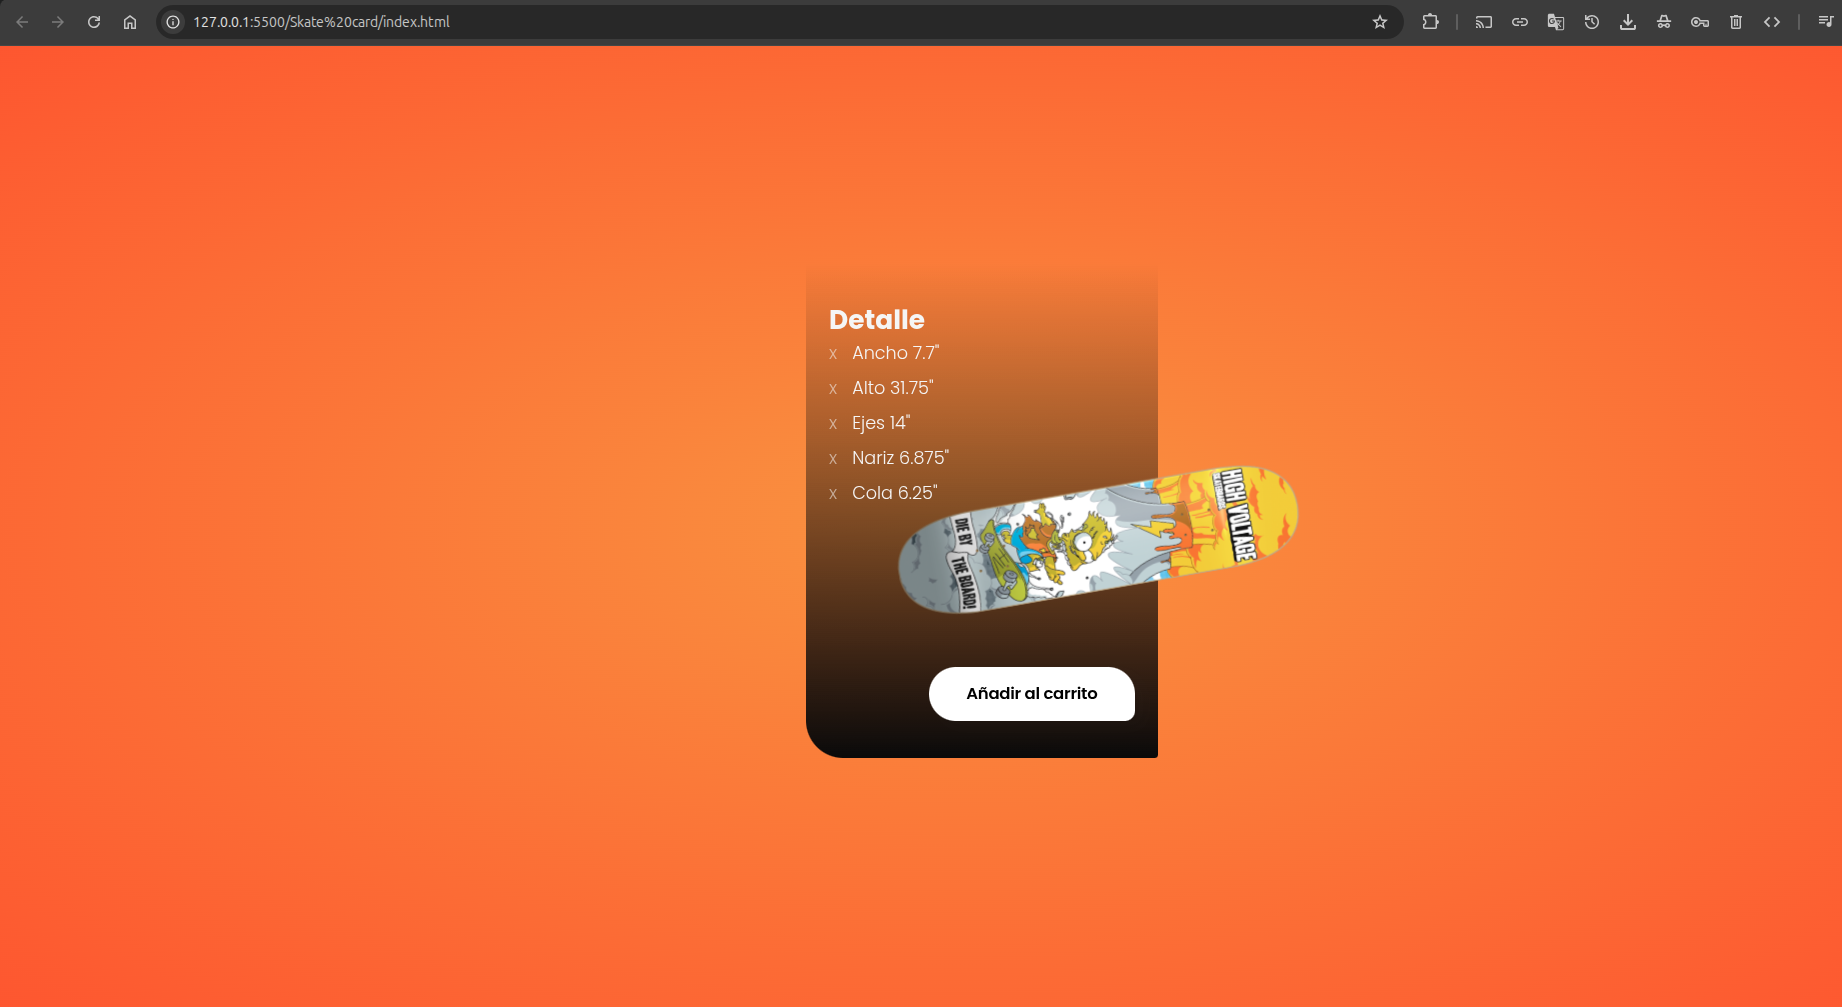 127.0.0.1:5500/Skate%20card/index.html
Detalle
x Ancho 7.7"
x Alto 31.75"
x Ejes 14"
x Nariz 6.875"
x Cola 6.25"
DIE BY
THE BOARD!
HIGH VOLTAGE
Añadir al carrito